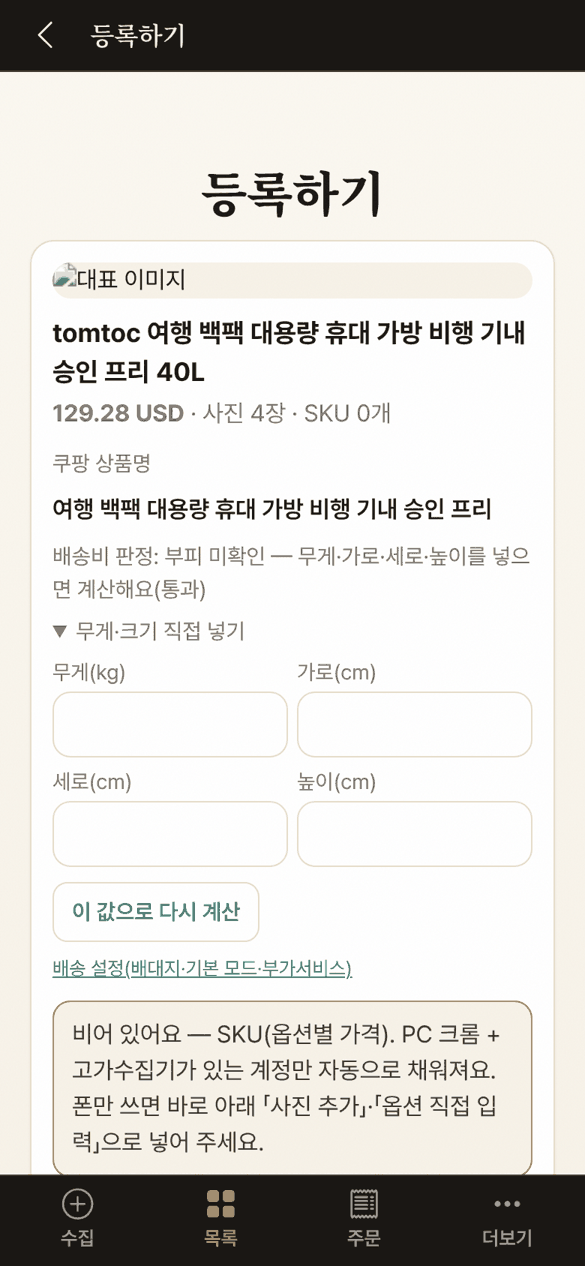 등록하기
등록하기
대표 이미지
tomtoc 여행 백팩 대용량 휴대 가방 비행 기내
승인 프리 40L
129.28 USD · 사진 4장 · SKU 0개
쿠팡 상품명
여행 백팩 대용량 휴대 가방 비행 기내 승인 프리
배송비 판정: 부피 미확인 — 무게·가로·세로·높이를 넣으
면 계산해요(통과)
▼ 무게·크기 직접 넣기
무게(kg)
가로(cm)
세로(cm)
높이(cm)
이 값으로 다시 계산
배송 설정(배대지·기본 모드·부가서비스)
비어 있어요 — SKU(옵션별 가격). PC 크롬 +
고가수집기가 있는 계정만 자동으로 채워져요.
폰만 쓰면 바로 아래 「사진 추가」·「옵션 직접 입
력」으로 넣어 주세요.
수집
목록
주문
더보기